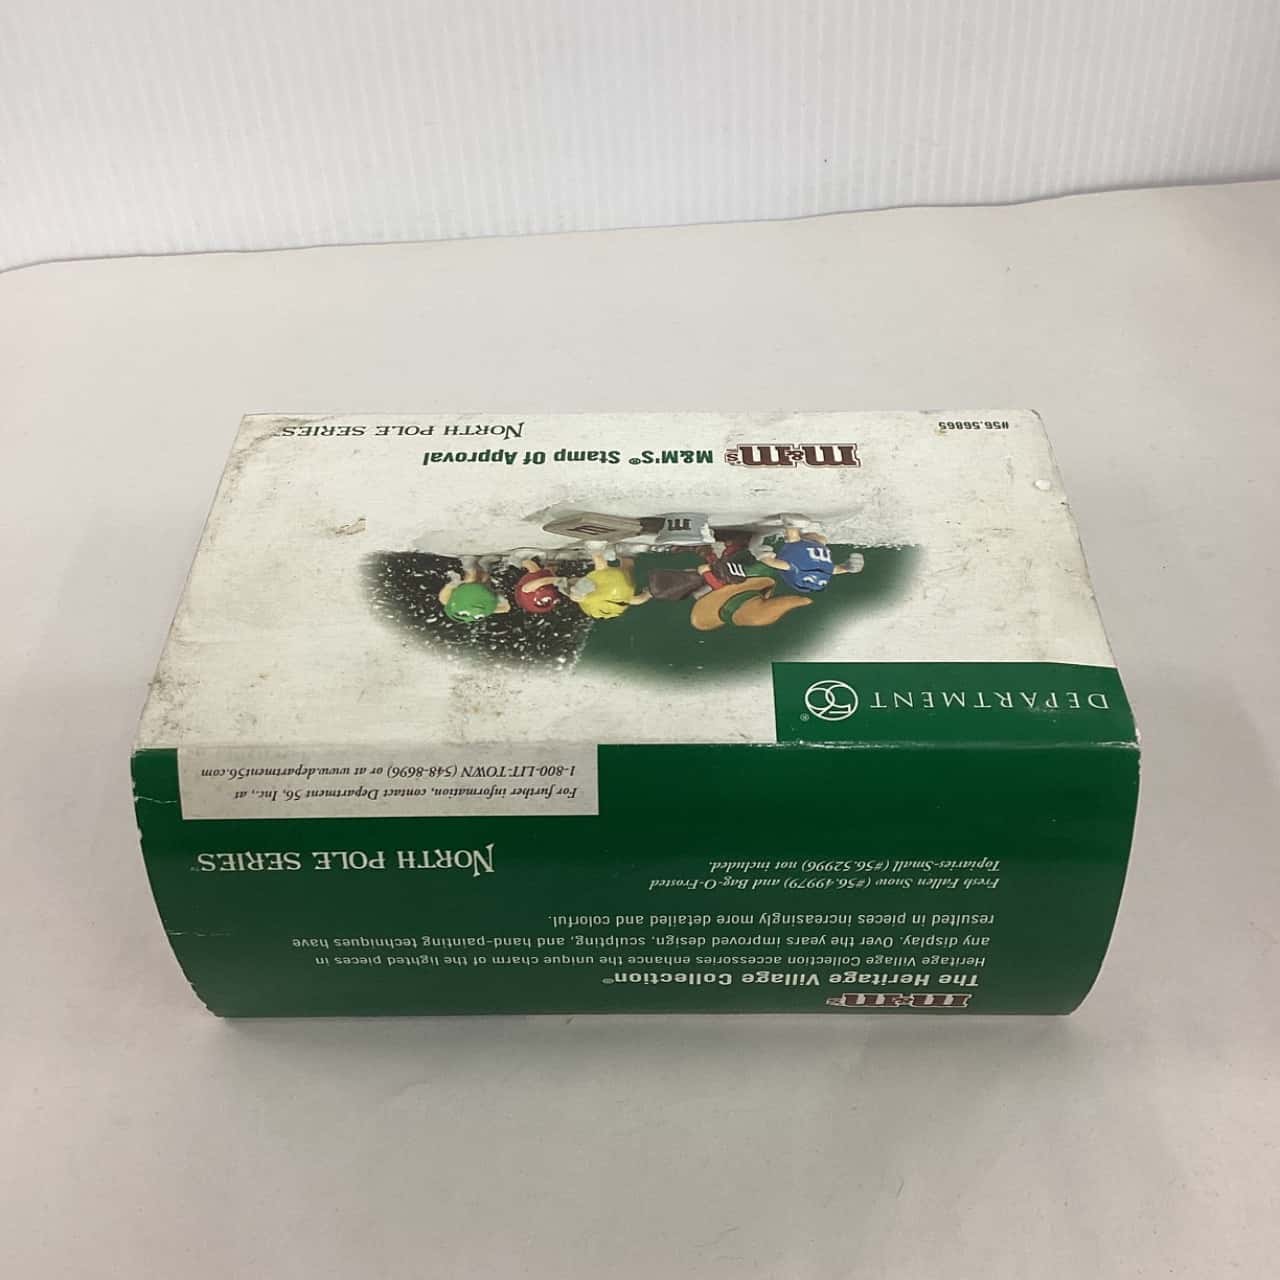 DEPARTMENT 56®
m&m's M&M'S® Stamp Of Approval
#56.56865
NORTH POLE SERIES™
m
m
m
m
m&m's
The Heritage Village Collection®
Heritage Village Collection accessories enhance the unique charm of the lighted pieces in
any display. Over the years improved design, sculpting, and hand-painting techniques have
resulted in pieces increasingly more detailed and colorful.
Fresh Fallen Snow (#56.49979) and Bag-O-Frosted
Topiaries-Small (#56.52996) not included.
NORTH POLE SERIES™
For further information, contact Department 56, Inc., at
1-800-LIT-TOWN (548-8696) or at www.department56.com